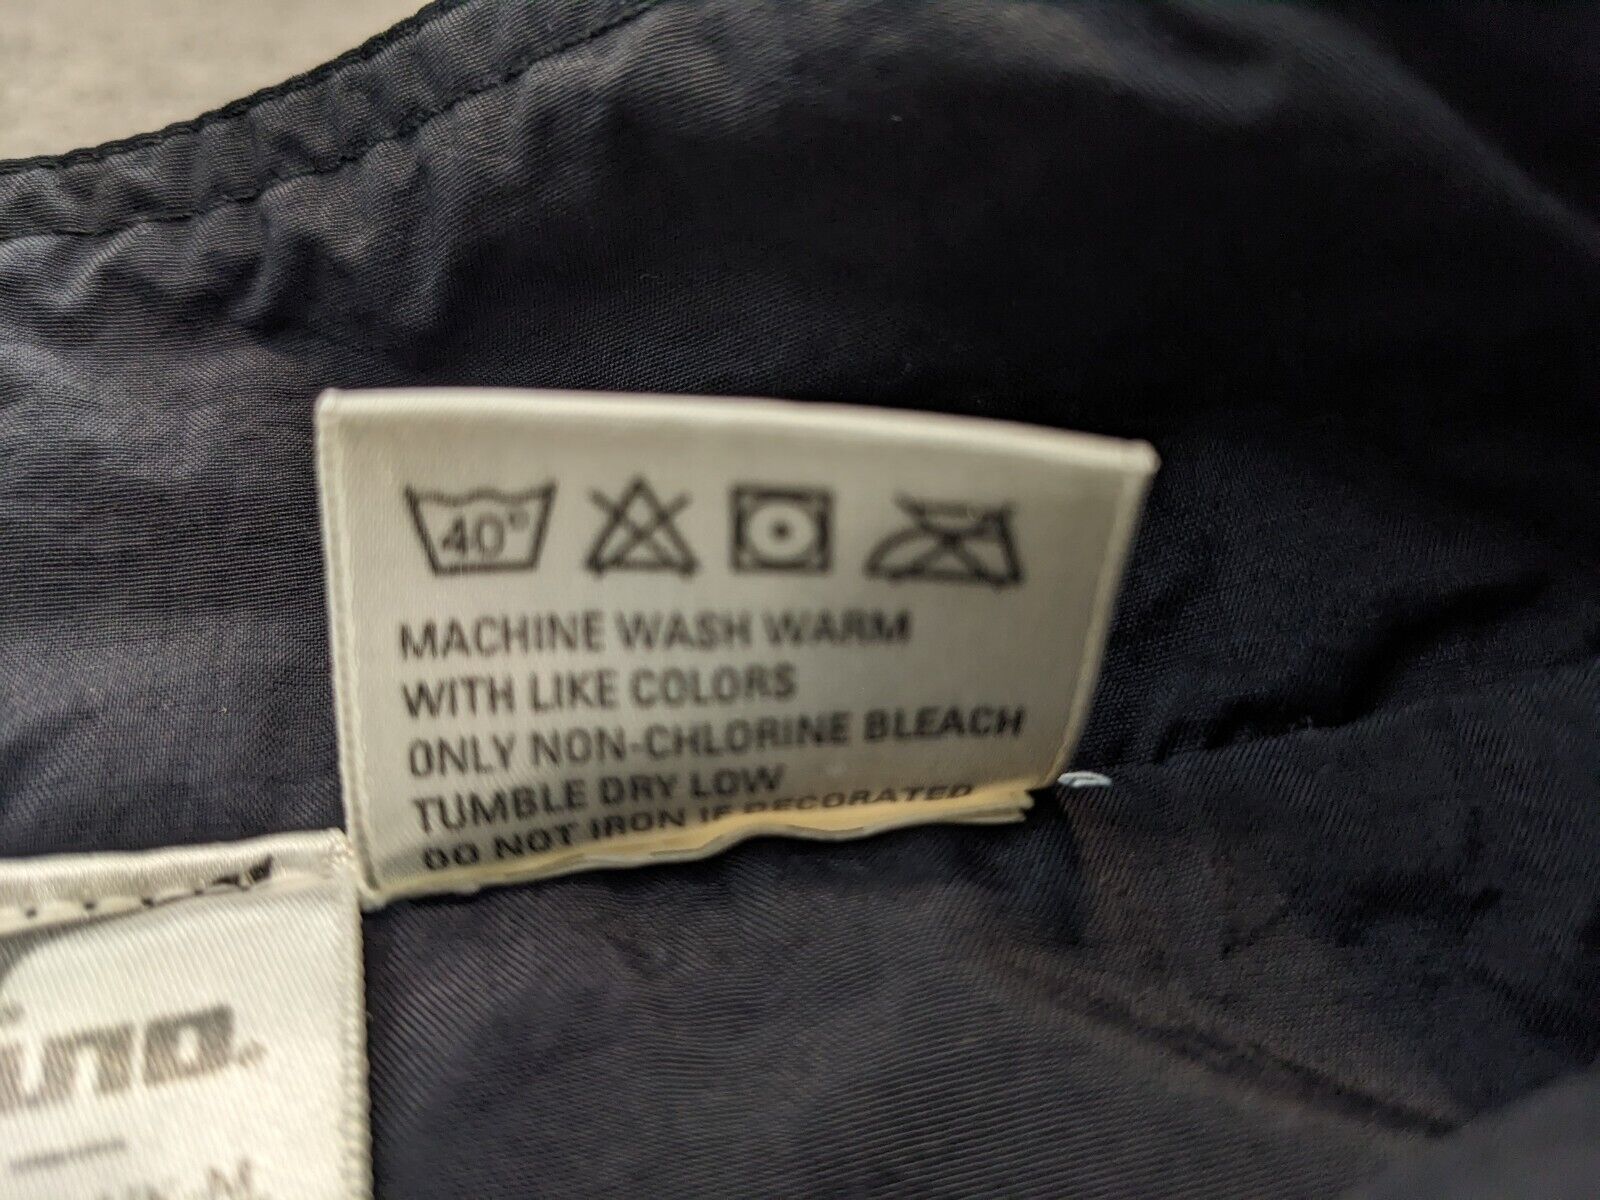 40°
MACHINE WASH WARM
WITH LIKE COLORS
ONLY NON-CHLORINE BLEACH
TUMBLE DRY LOW
DO NOT IRON IF DECORATED
M